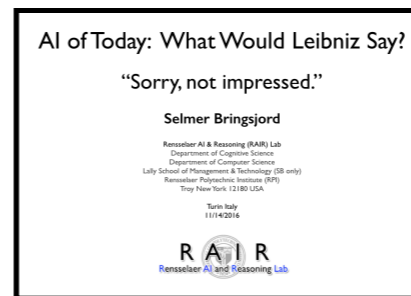 AI of Today: What Would Leibniz Say?
“Sorry, not impressed.”
Selmer Bringsjord
Rensselaer AI & Reasoning (RAIR) Lab
Department of Cognitive Science
Department of Computer Science
Lally School of Management & Technology (SB only)
Rensselaer Polytechnic Institute (RPI)
Troy New York 12180 USA
Turin Italy
11/14/2016
R A I R
Rensselaer AI and Reasoning Lab